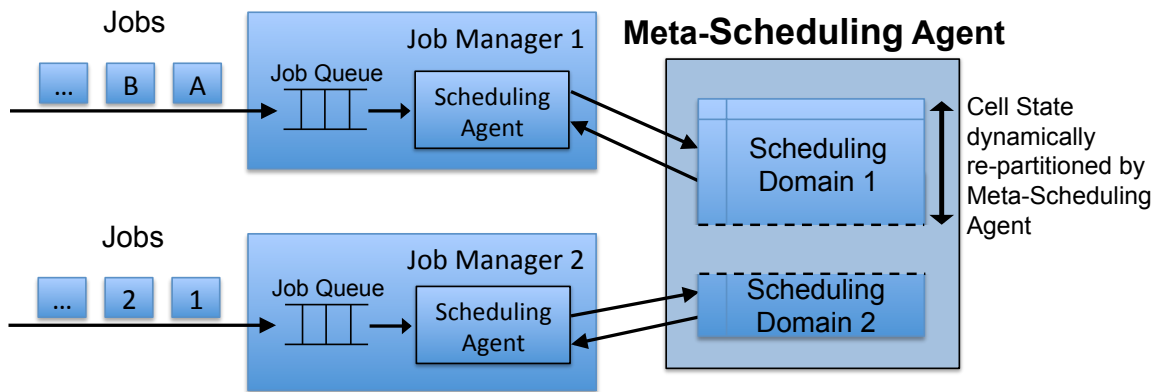 Jobs
... B A
Job Manager 1
Job Queue
Scheduling
Agent
Meta-Scheduling Agent
Scheduling
Domain 1
Cell State
dynamically
re-partitioned by
Meta-Scheduling
Agent
Jobs
... 2 1
Job Manager 2
Job Queue
Scheduling
Agent
Scheduling
Domain 2